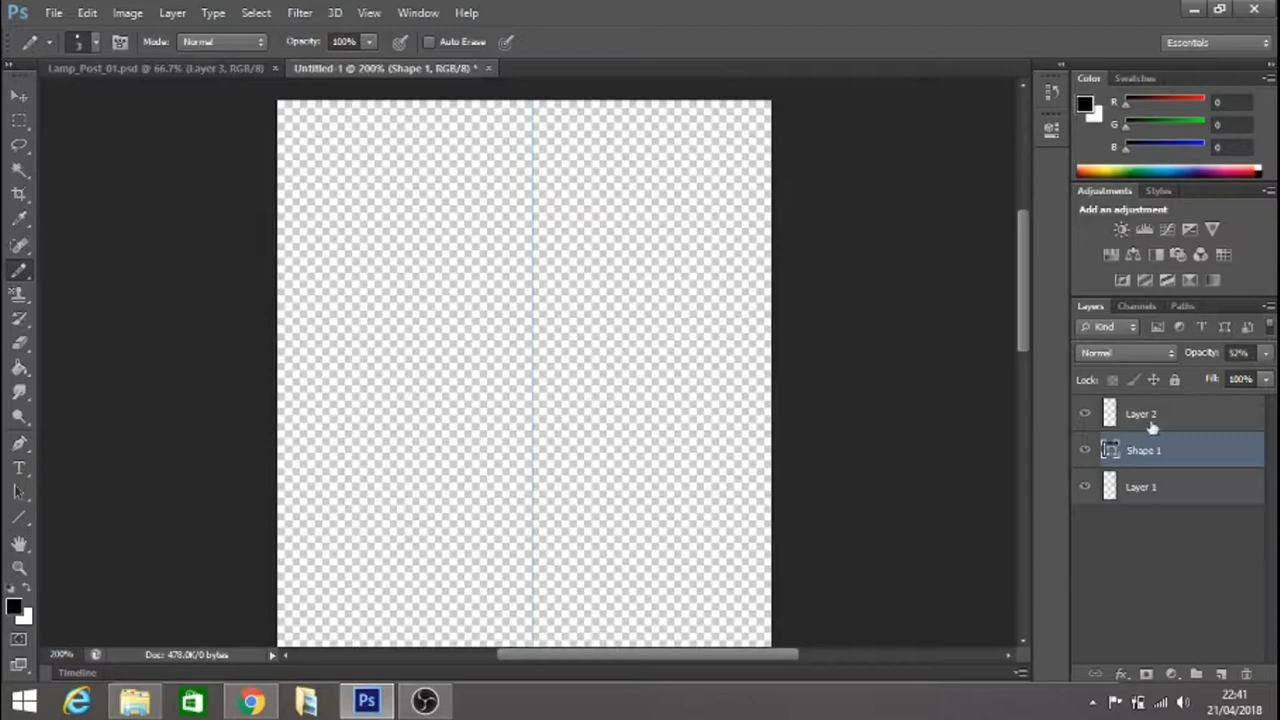 Ps File Edit Image Layer Type Select Filter 3D View Window Help
3 Mode: Normal Opacity: 100% Auto Erase Essentials
Lamp_Post_01.psd @ 66.7% (Layer 3, RGB/8) × Untitled-1 @ 200% (Shape 1, RGB/8) * ×
Color Swatches
R 0
G 0
B 0
Adjustments Styles
Add an adjustment
Layers Channels Paths
Kind
Normal Opacity: 52%
Lock: Fill: 100%
Layer 2
Shape 1
Layer 1
200% Doc: 478.0K/0 bytes
Timeline
Ps
22:41
21/04/2018